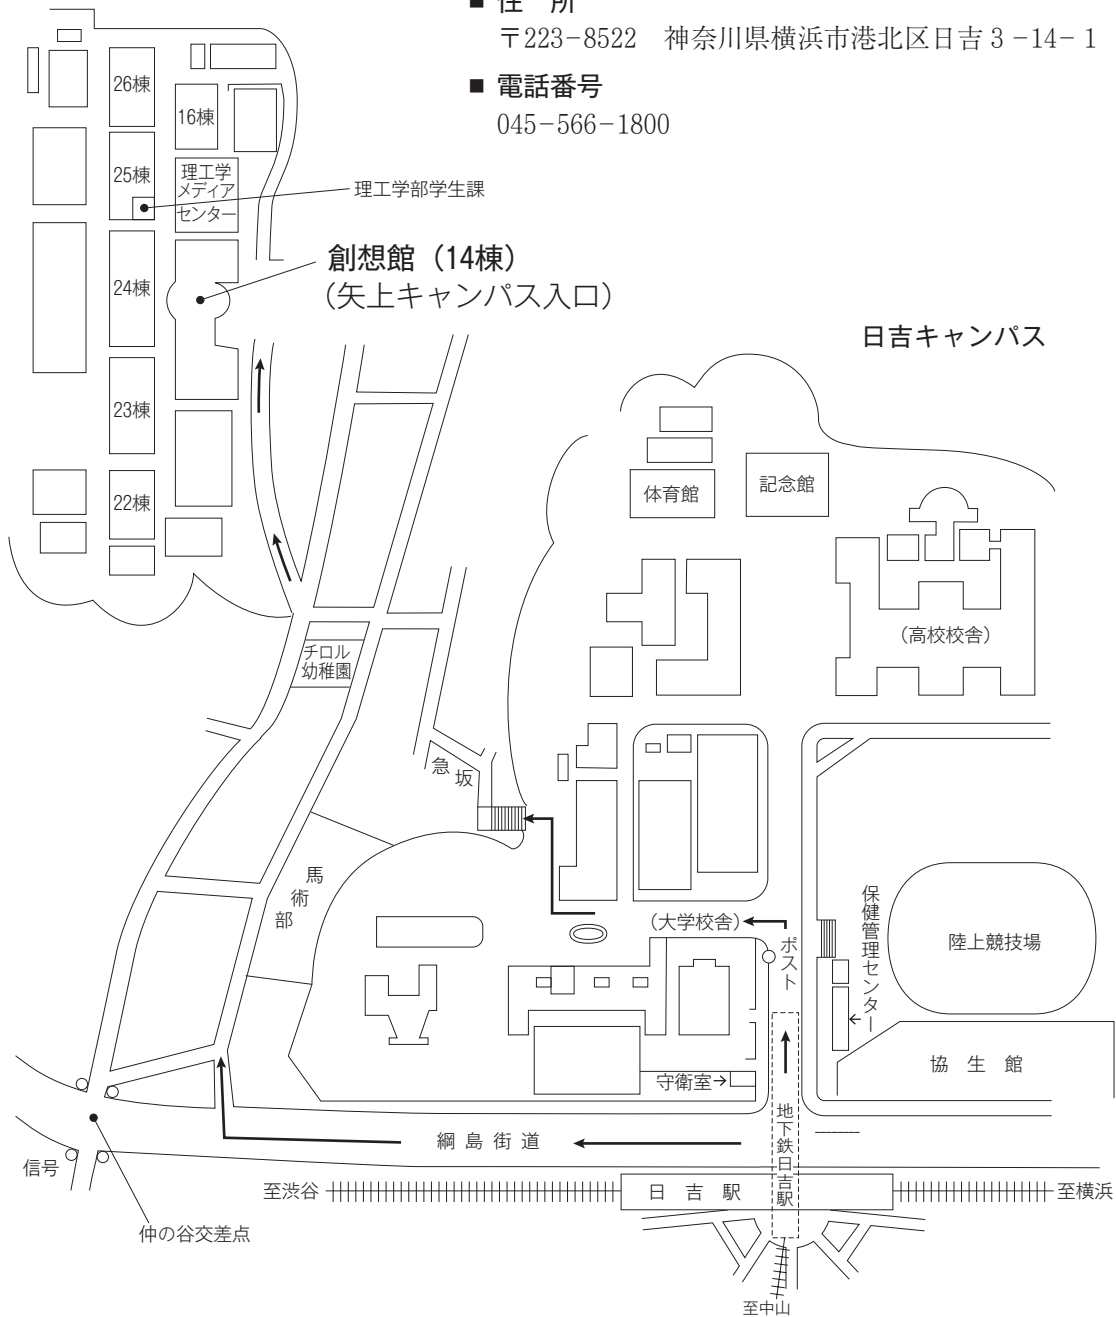 ■ 住 所
〒223-8522 神奈川県横浜市港北区日吉3-14-1
■ 電話番号
045-566-1800
26棟
16棟
25棟
理工学
メディア
センター
理工学部学生課
創想館（14棟）
（矢上キャンパス入口）
24棟
日吉キャンパス
23棟
22棟
体育館
記念館
（高校校舎）
チロル
幼稚園
急坂
馬術部
（大学校舎）
ポスト
保健管理センター
陸上競技場
協生館
守衛室→
地下鉄日吉駅
綱島街道
信号
至渋谷
日吉駅
至横浜
仲の谷交差点
至中山